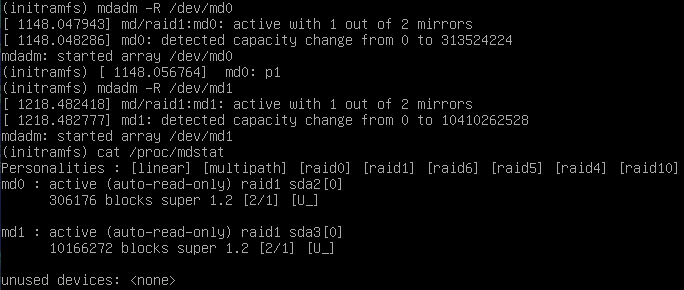 (initramfs) mdadm -R /dev/md0
[ 1148.047943] md/raid1:md0: active with 1 out of 2 mirrors
[ 1148.048286] md0: detected capacity change from 0 to 313524224
mdadm: started array /dev/md0
(initramfs) [ 1148.056764]  md0: p1
(initramfs) mdadm -R /dev/md1
[ 1218.482418] md/raid1:md1: active with 1 out of 2 mirrors
[ 1218.482777] md1: detected capacity change from 0 to 10410262528
mdadm: started array /dev/md1
(initramfs) cat /proc/mdstat
Personalities : [linear] [multipath] [raid0] [raid1] [raid6] [raid5] [raid4] [raid10]
md0 : active (auto-read-only) raid1 sda2[0]
      306176 blocks super 1.2 [2/1] [U_]
md1 : active (auto-read-only) raid1 sda3[0]
      10166272 blocks super 1.2 [2/1] [U_]
unused devices: <none>